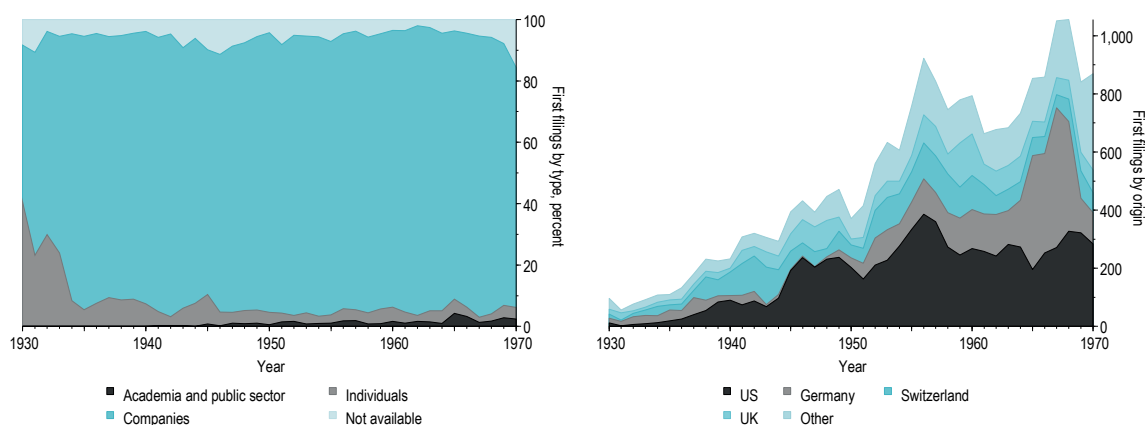 100
80
60
40
20
0
First filings by type, percent
1930
1940
1950
1960
1970
Year
Academia and public sector
Individuals
Companies
Not available
1,000
800
600
400
200
0
First filings by origin
1930
1940
1950
1960
1970
Year
US
Germany
Switzerland
UK
Other